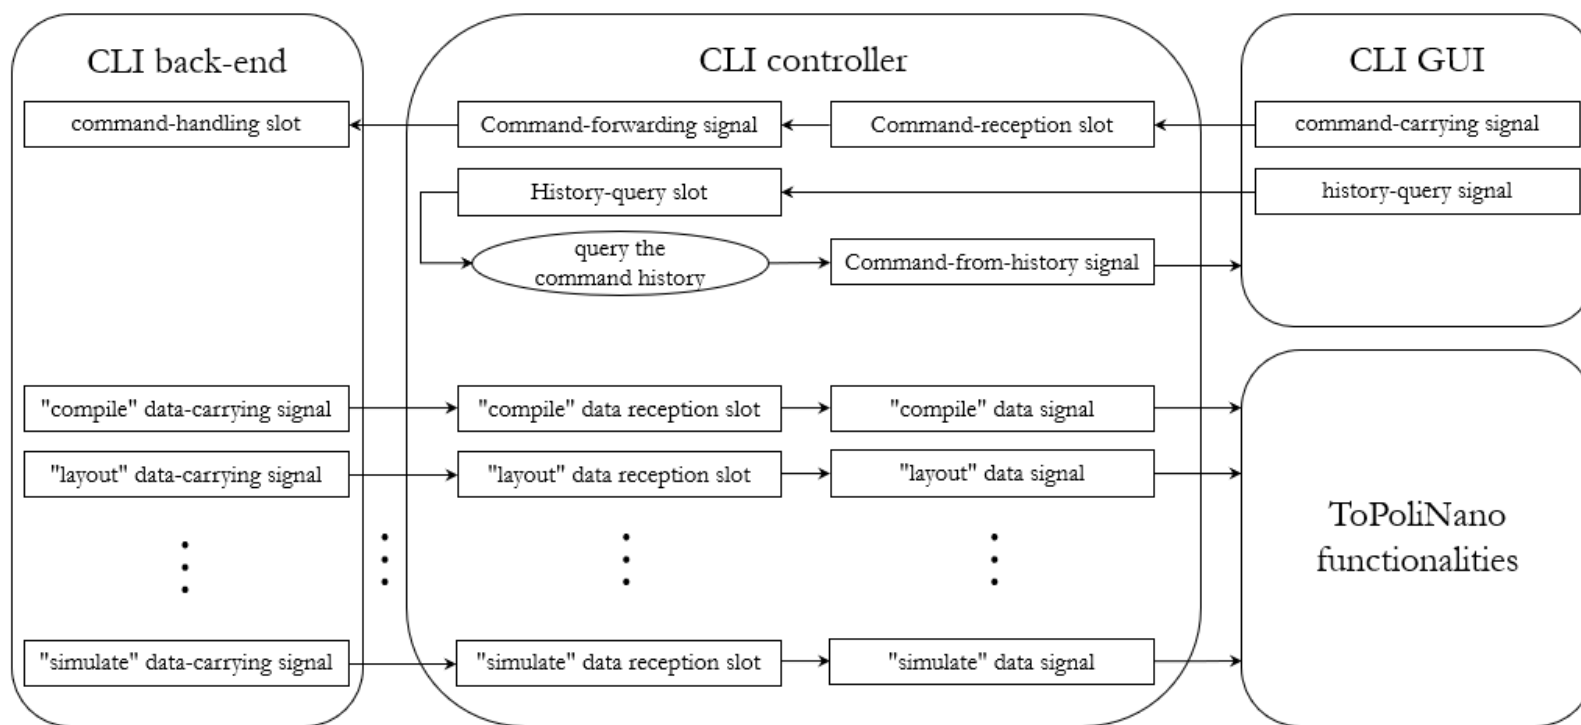 CLI back-end
CLI controller
CLI GUI
command-handling slot
Command-forwarding signal
Command-reception slot
command-carrying signal
History-query slot
history-query signal
query the
command history
Command-from-history signal
"compile" data-carrying signal
"compile" data reception slot
"compile" data signal
"layout" data-carrying signal
"layout" data reception slot
"layout" data signal
ToPoliNano
functionalities
"simulate" data-carrying signal
"simulate" data reception slot
"simulate" data signal